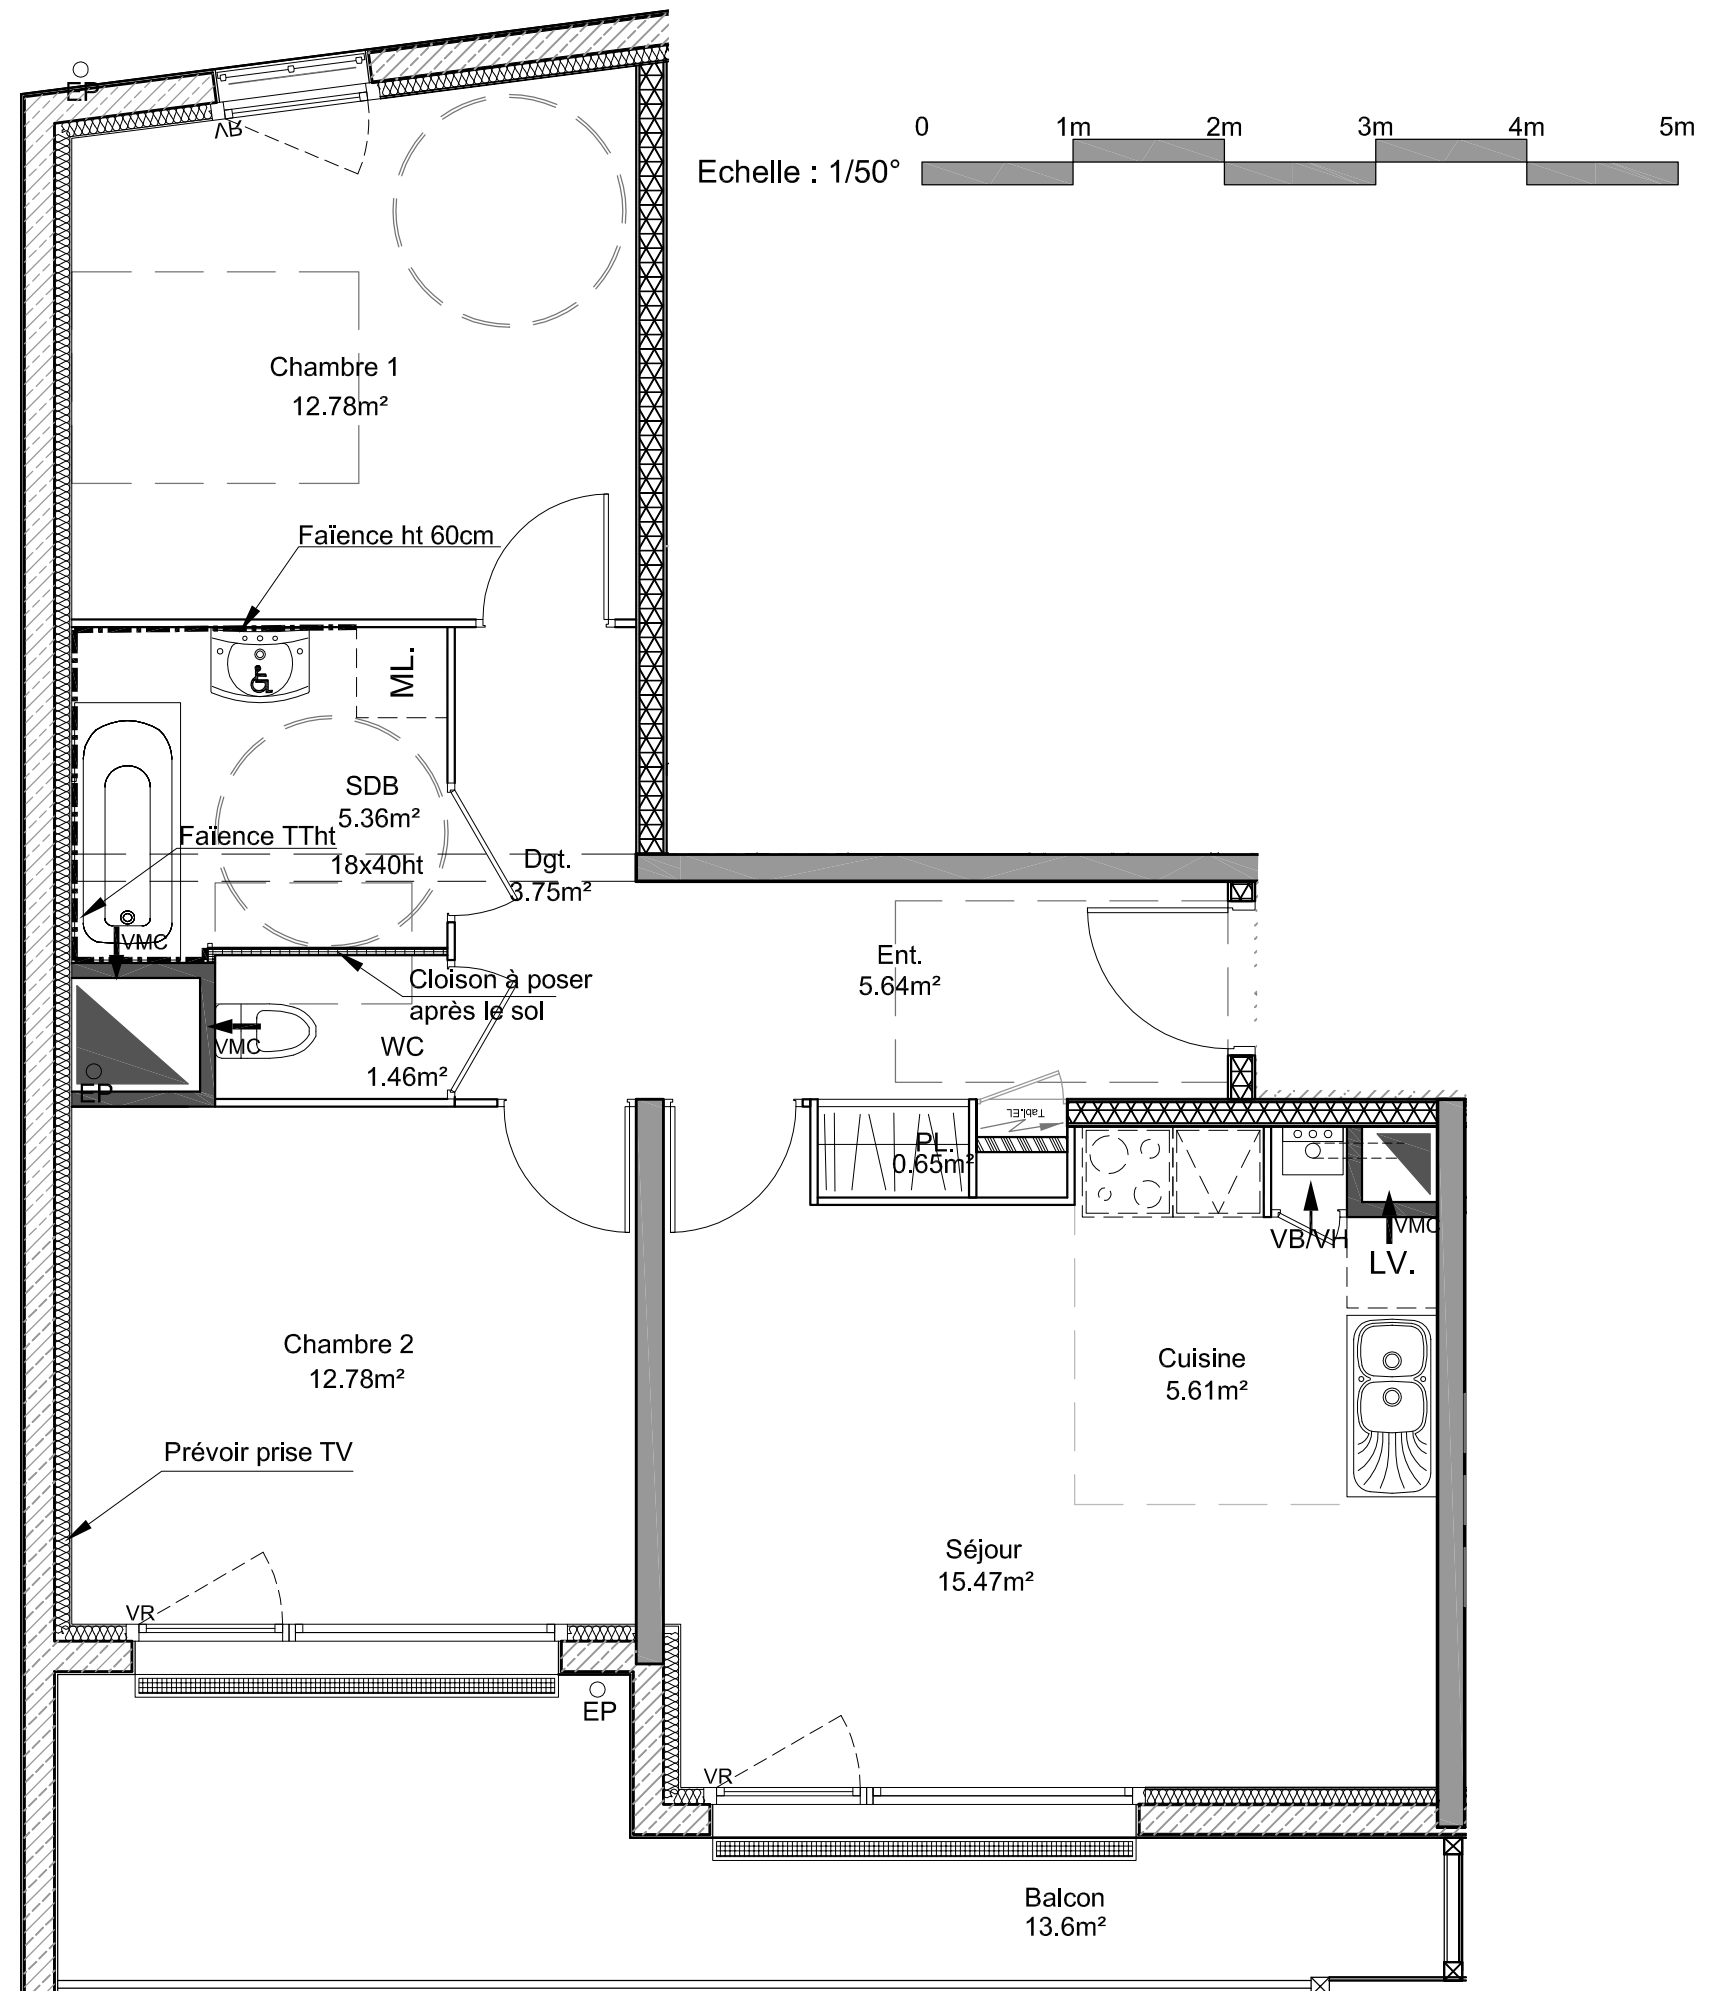 EP
VR
0 1m 2m 3m 4m 5m
Echelle : 1/50°
Chambre 1
12.78m²
Faïence ht 60cm
ML.
SDB
5.36m²
Faïence TTht
18x40ht
Dgt.
3.75m²
VMC
Cloison à poser
après le sol
Ent.
5.64m²
VMC
WC
1.46m²
EP
Tabl.EL
PL.
0.65m²
VB/VH
VMC
LV.
Chambre 2
12.78m²
Cuisine
5.61m²
Prévoir prise TV
Séjour
15.47m²
VR
EP
VR
Balcon
13.6m²